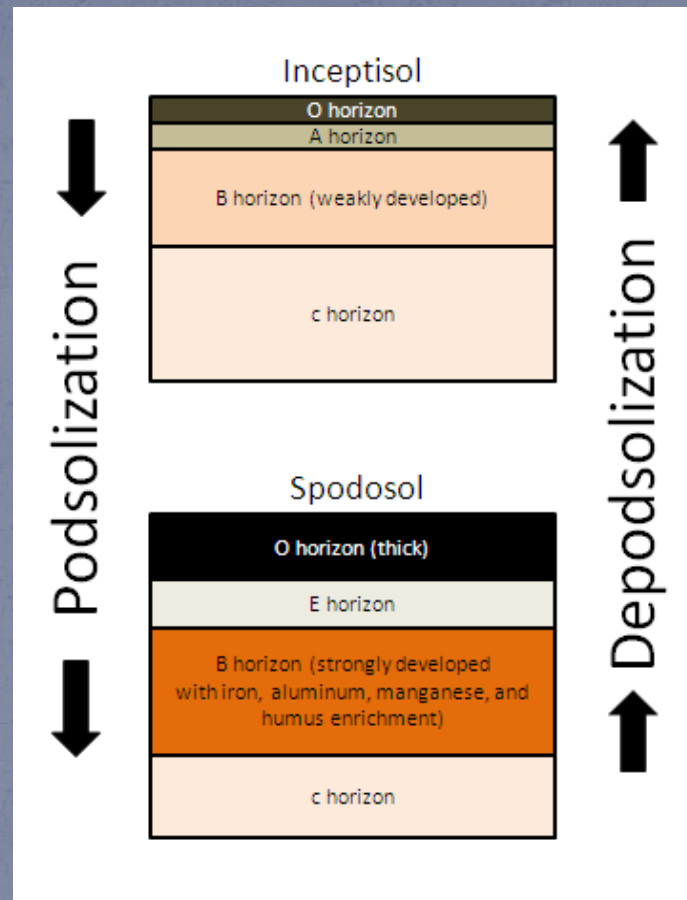 Inceptisol
O horizon
A horizon
B horizon (weakly developed)
c horizon
Podsolization
Depodsolization
Spodosol
O horizon (thick)
E horizon
B horizon (strongly developed
with iron, aluminum, manganese, and
humus enrichment)
c horizon